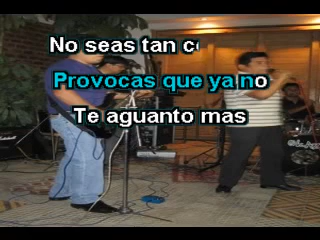 No seas tan
Provocas que ya no
Te aguanto mas